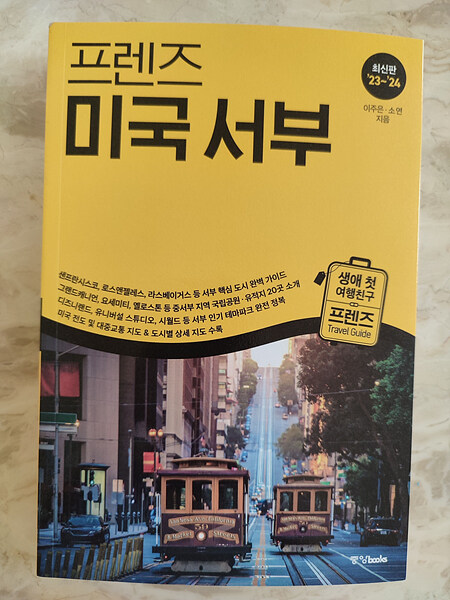 프렌즈
미국 서부
최신판
'23~'24
이주은·소연
지음
샌프란시스코, 로스앤젤레스, 라스베이거스 등 서부 핵심 도시 완벽 가이드
그랜드캐니언, 요세미티, 옐로스톤 등 중서부 지역 국립공원·유적지 20곳 소개
디즈니랜드, 유니버설 스튜디오, 시월드 등 서부 인기 테마파크 완전 정복
미국 전도 및 대중교통 지도 & 도시별 상세 지도 수록
생애 첫
여행친구
프렌즈
Travel Guide
59
중앙books